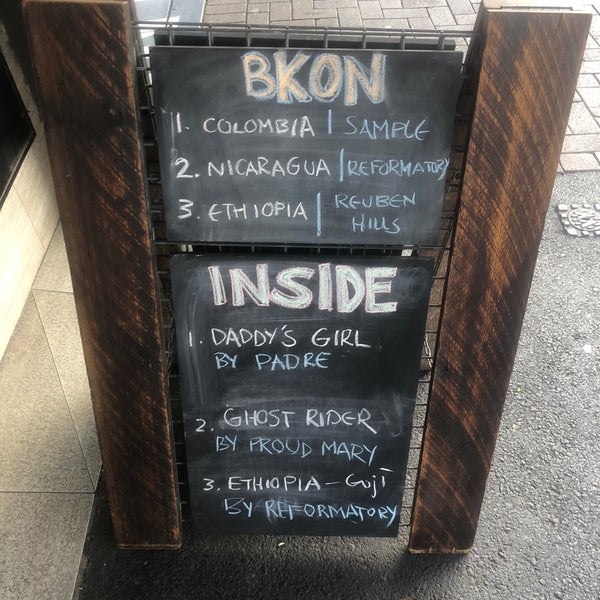 BKON
1. COLOMBIA | SAMPLE
2. NICARAGUA | REFORMATORY
3. ETHIOPIA | REUBEN
HILLS
INSIDE
1. DADDY'S GIRL
BY PADRE
2. GHOST RIDER
BY PROUD MARY
3. ETHIOPIA - Guji
By REFORMATORY